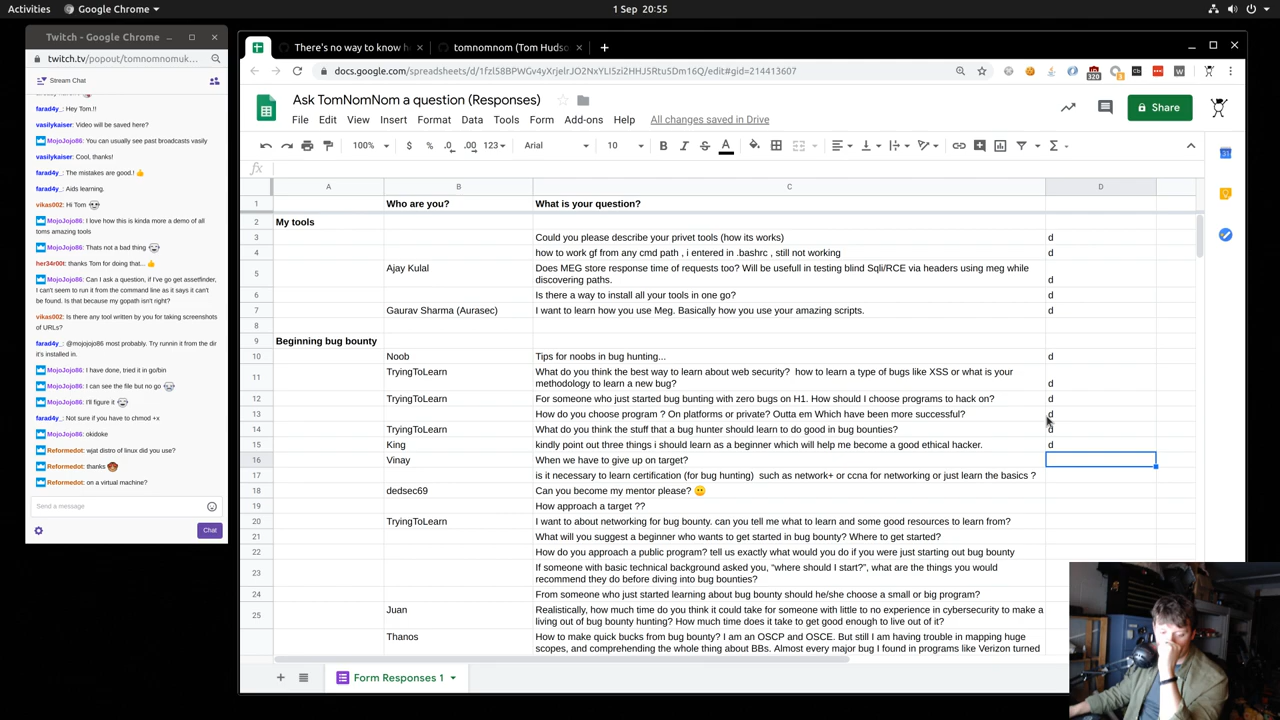 Activities
Google Chrome
1 Sep 20:55
Twitch - Google Chrome
twitch.tv/popout/tomnomnomuk...
Stream Chat
farad4y_: Hey Tom.!!
vasilykaiser: Video will be saved here?
MojoJojo86: You can usually see past broadcasts vasily
vasilykaiser: Cool, thanks!
farad4y_: The mistakes are good.!
farad4y_: Aids learning.
vikas002: Hi Tom
MojoJojo86: I love how this is kinda more a demo of all
toms amazing tools
MojoJojo86: Thats not a bad thing
her34r00t: thanks Tom for doing that...
MojoJojo86: Can I ask a question, if I've go get assetfinder,
I can't seem to run it from the command line as it says it can't
be found. Is that because my gopath isn't right?
vikas002: Is there any tool written by you for taking screenshots
of URLs?
farad4y_: @mojojojo86 most probably. Try runnin it from the dir
it's installed in.
MojoJojo86: I have done, tried it in go/bin
MojoJojo86: I can see the file but no go
MojoJojo86: I'll figure it
farad4y_: Not sure if you have to chmod +x
MojoJojo86: okidoke
Reformedot: wjat distro of linux did you use?
Reformedot: thanks
Reformedot: on a virtual machine?
Send a message
Chat
There's no way to know h
tomnomnom (Tom Hudso
docs.google.com/spreadsheets/d/1fzl58BPWGv4yXrjelrJO2NxYLI5zi2HHJ5Rtu5Dm16Q/edit#gid=214413607
320
Ask TomNomNom a question (Responses)
File Edit View Insert Format Data Tools Form Add-ons Help All changes saved in Drive
Share
100% $ % .0 .00 123 Arial 10 B I S A
fx
A B C D
1 Who are you? What is your question?
2 My tools
3 Could you please describe your privet tools (how its works) d
4 how to work gf from any cmd path , i entered in .bashrc , still not working d
5 Ajay Kulal Does MEG store response time of requests too? Will be usefull in testing blind Sqli/RCE via headers using meg while
discovering paths. d
6 Is there a way to install all your tools in one go? d
7 Gaurav Sharma (Aurasec) I want to learn how you use Meg. Basically how you use your amazing scripts. d
8
9 Beginning bug bounty
10 Noob Tips for noobs in bug hunting... d
11 TryingToLearn What do you think the best way to learn about web security? how to learn a type of bugs like XSS or what is your
methodology to learn a new bug? d
12 TryingToLearn For someone who just started bug bunting with zero bugs on H1. How should I choose programs to hack on? d
13 How do you choose program ? On platforms or private? Outta em Which have been more successful? d
14 TryingToLearn What do you think the stuff that a bug hunter should learn to do good in bug bounties? d
15 King kindly point out three things i should learn as a beginner which will help me become a good ethical hacker. d
16 Vinay When we have to give up on target?
17 is it necessary to learn certification (for bug hunting) such as network+ or ccna for networking or just learn the basics ?
18 dedsec69 Can you become my mentor please?
19 How approach a target ??
20 TryingToLearn I want to about networking for bug bounty. can you tell me what to learn and some good resources to learn from?
21 What will you suggest a beginner who wants to get started in bug bounty? Where to get started?
22 How do you approach a public program? tell us exactly what would you do if you were just starting out bug bounty
23 If someone with basic technical background asked you, “where should I start?”, what are the things you would
recommend they do before diving into bug bounties?
24 From someone who just started learning about bug bounty should he/she choose a small or big program?
25 Juan Realistically, how much time do you think it could take for someone with little to no experience in cybersecurity to make a
living out of bug bounty hunting? How much time does it take to get good enough to live out of it?
Thanos How to make quick bucks from bug bounty? I am an OSCP and OSCE. But still I am having trouble in mapping huge
scopes, and comprehending the whole thing about BBs. Almost every major bug I found in programs like Verizon turned
Form Responses 1